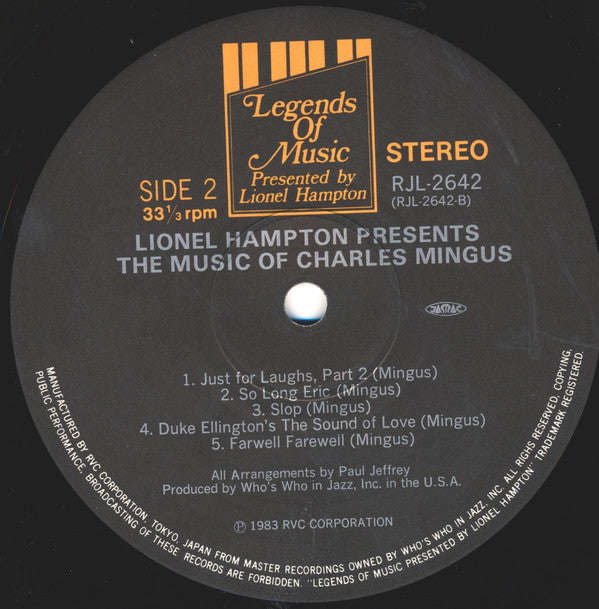 Legends
Of
Music
Presented by
Lionel Hampton
STEREO
SIDE 2
33⅓ rpm
RJL-2642
(RJL-2642-B)
LIONEL HAMPTON PRESENTS
THE MUSIC OF CHARLES MINGUS
JASRAC
1. Just for Laughs, Part 2 (Mingus)
2. So Long Eric (Mingus)
3. Slop (Mingus)
4. Duke Ellington's The Sound of Love (Mingus)
5. Farwell Farewell (Mingus)
All Arrangements by Paul Jeffrey
Produced by Who's Who in Jazz, Inc. in the U.S.A.
℗ 1983 RVC CORPORATION
MANUFACTURED BY RVC CORPORATION, TOKYO, JAPAN FROM MASTER RECORDINGS OWNED BY WHO'S WHO IN JAZZ, INC. ALL RIGHS RESERVED, COPYING,
PUBLIC PERFORMANCE, BROADCASTING OF THESE RECORDS ARE FORBIDDEN. "LEGENDS OF MUSIC PRESENTED BY LIONEL HAMPTON" TRADEMARK REGISTERED.